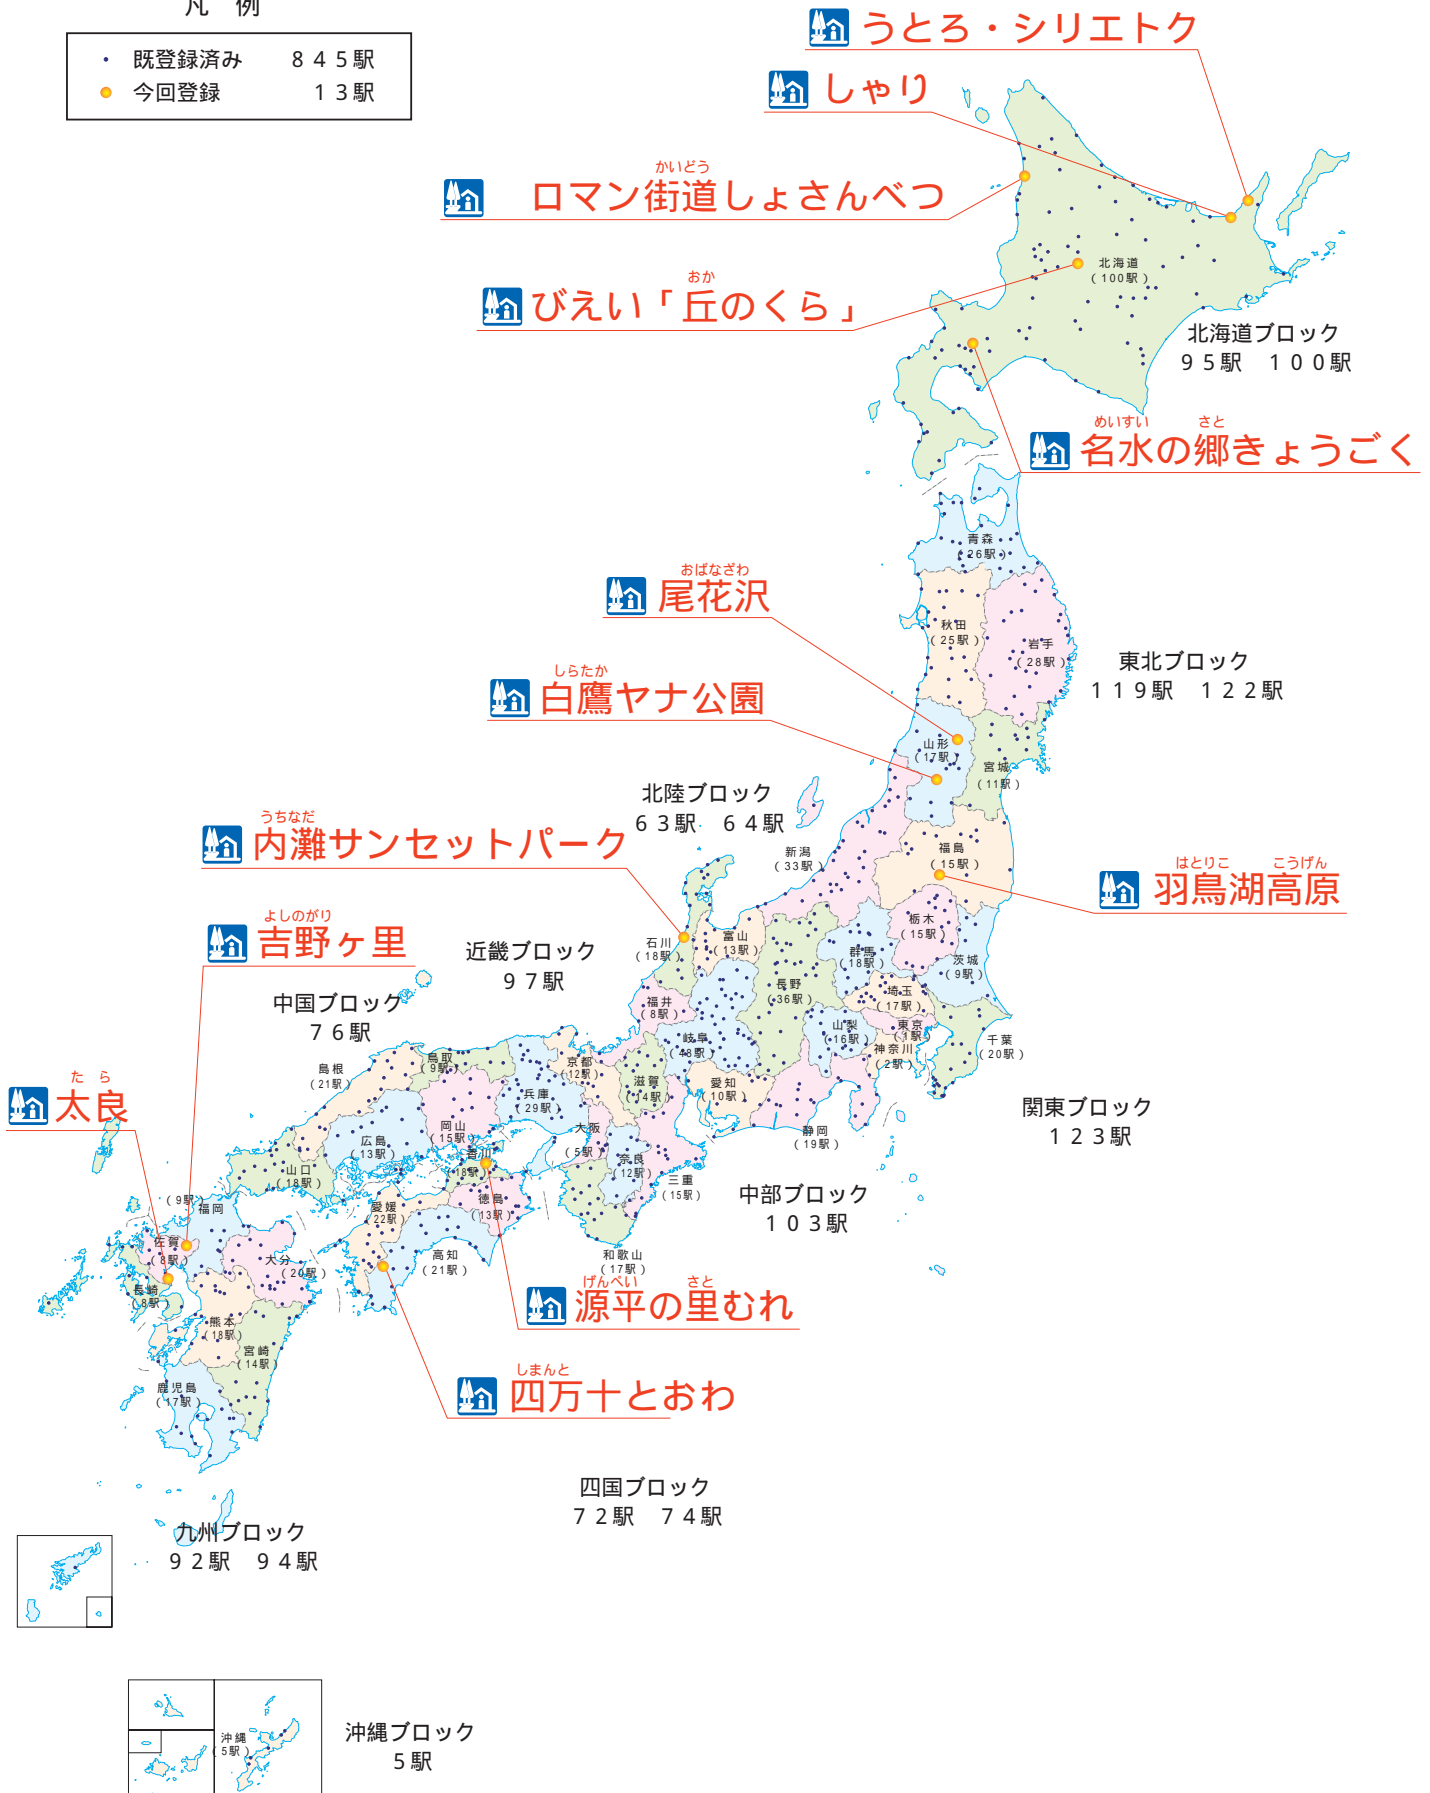 凡 例
既登録済み 845駅
今回登録 13駅
うとろ・シリエトク
しゃり
かいどう
ロマン街道しょさんべつ
おか
びえい「丘のくら」
北海道
(100駅)
北海道ブロック
95駅 100駅
めいすい さと
名水の郷きょうごく
青森
(26駅)
おばなざわ
尾花沢
秋田
(25駅)
岩手
(28駅)
東北ブロック
119駅 122駅
しらたか
白鷹ヤナ公園
山形
(17駅)
宮城
(11駅)
北陸ブロック
63駅 64駅
うちなだ
内灘サンセットパーク
新潟
(33駅)
福島
(15駅)
はとりこ こうげん
羽鳥湖高原
よしのがり
吉野ヶ里
近畿ブロック
97駅
石川
(18駅)
富山
(13駅)
群馬
(18駅)
栃木
(15駅)
茨城
(9駅)
中国ブロック
76駅
福井
(8駅)
長野
(36駅)
埼玉
(17駅)
岐阜
(48駅)
山梨
(16駅)
東京
(1駅)
神奈川
(2駅)
千葉
(20駅)
島根
(21駅)
鳥取
(9駅)
京都
(12駅)
滋賀
(14駅)
愛知
(10駅)
兵庫
(29駅)
たら
太良
広島
(13駅)
岡山
(15駅)
大阪
(5駅)
静岡
(19駅)
関東ブロック
123駅
山口
(18駅)
香川
(18駅)
奈良
(12駅)
三重
(15駅)
中部ブロック
103駅
(9駅)
福岡
愛媛
(22駅)
徳島
(13駅)
佐賀
(8駅)
大分
(20駅)
高知
(21駅)
和歌山
(17駅)
長崎
(8駅)
げんぺい さと
源平の里むれ
熊本
(18駅)
宮崎
(14駅)
しまんと
四万十とおわ
鹿児島
(17駅)
四国ブロック
72駅 74駅
九州ブロック
92駅 94駅
沖縄
(5駅)
沖縄ブロック
5駅